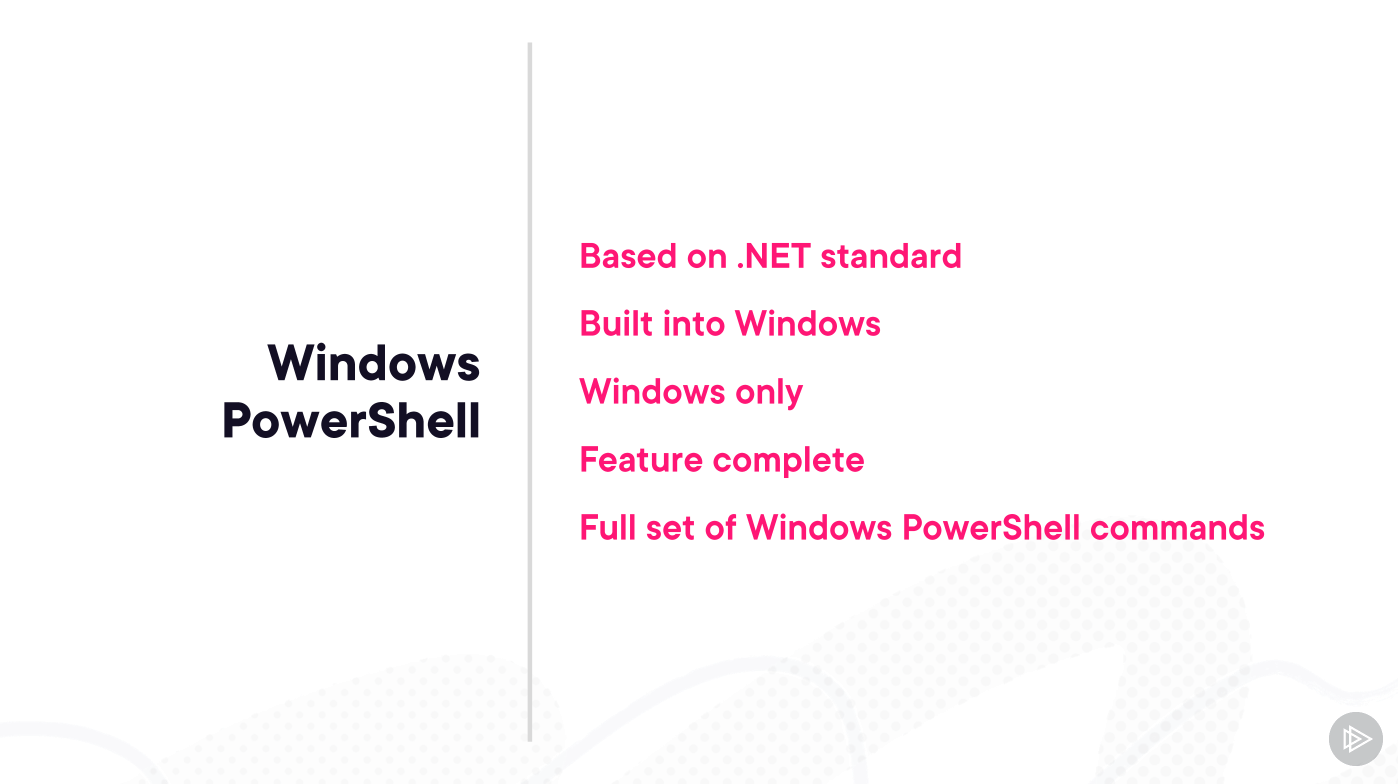 Windows
PowerShell
Based on .NET standard
Built into Windows
Windows only
Feature complete
Full set of Windows PowerShell commands